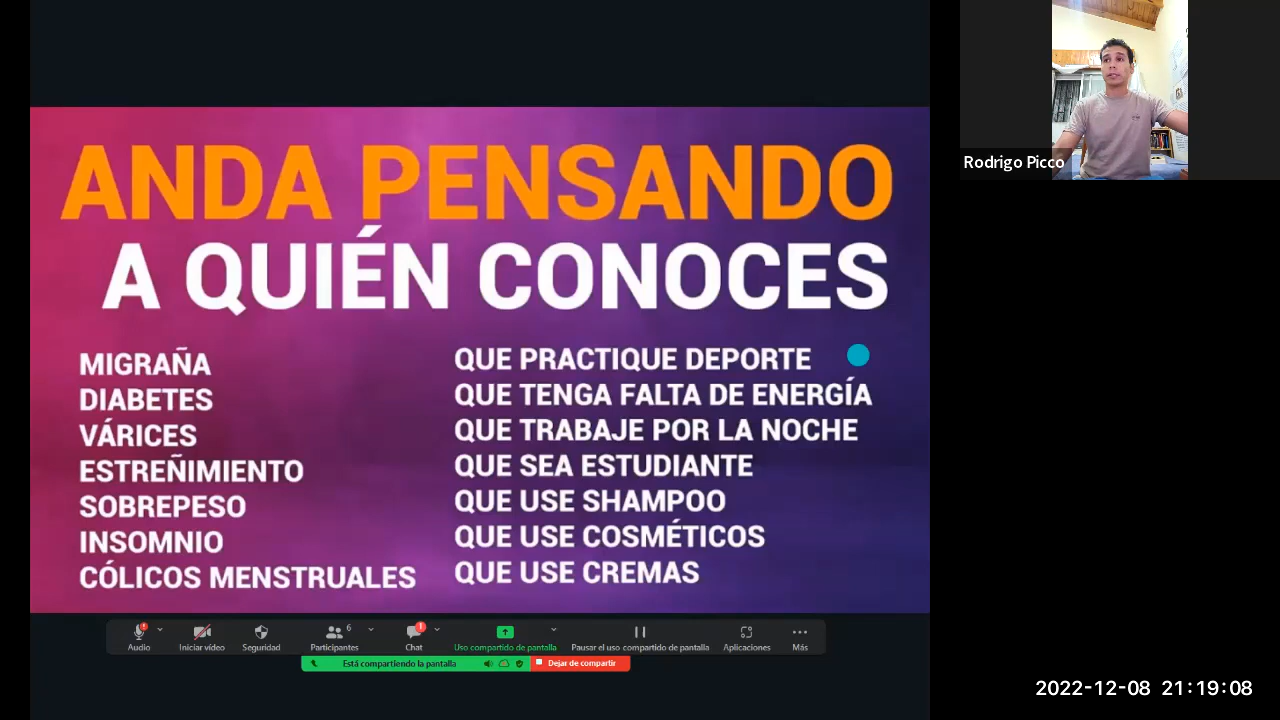 ANDA PENSANDO
A QUIÉN CONOCES
MIGRAÑA
DIABETES
VÁRICES
ESTREÑIMIENTO
SOBREPESO
INSOMNIO
CÓLICOS MENSTRUALES
QUE PRACTIQUE DEPORTE
QUE TENGA FALTA DE ENERGÍA
QUE TRABAJE POR LA NOCHE
QUE SEA ESTUDIANTE
QUE USE SHAMPOO
QUE USE COSMÉTICOS
QUE USE CREMAS
Rodrigo Picco
6
1
Audio
Iniciar vídeo
Seguridad
Participantes
Chat
Uso compartido de pantalla
Pausar el uso compartido de pantalla
Aplicaciones
Más
Está compartiendo la pantalla
Dejar de compartir
2022-12-08 21:19:08